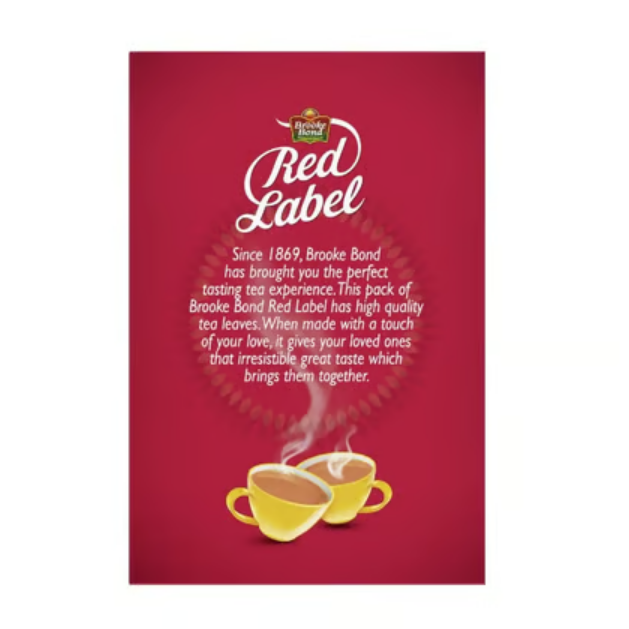 Brooke
Bond
Red
Label
Since 1869, Brooke Bond
has brought you the perfect
tasting tea experience. This pack of
Brooke Bond Red Label has high quality
tea leaves. When made with a touch
of your love, it gives your loved ones
that irresistible great taste which
brings them together.